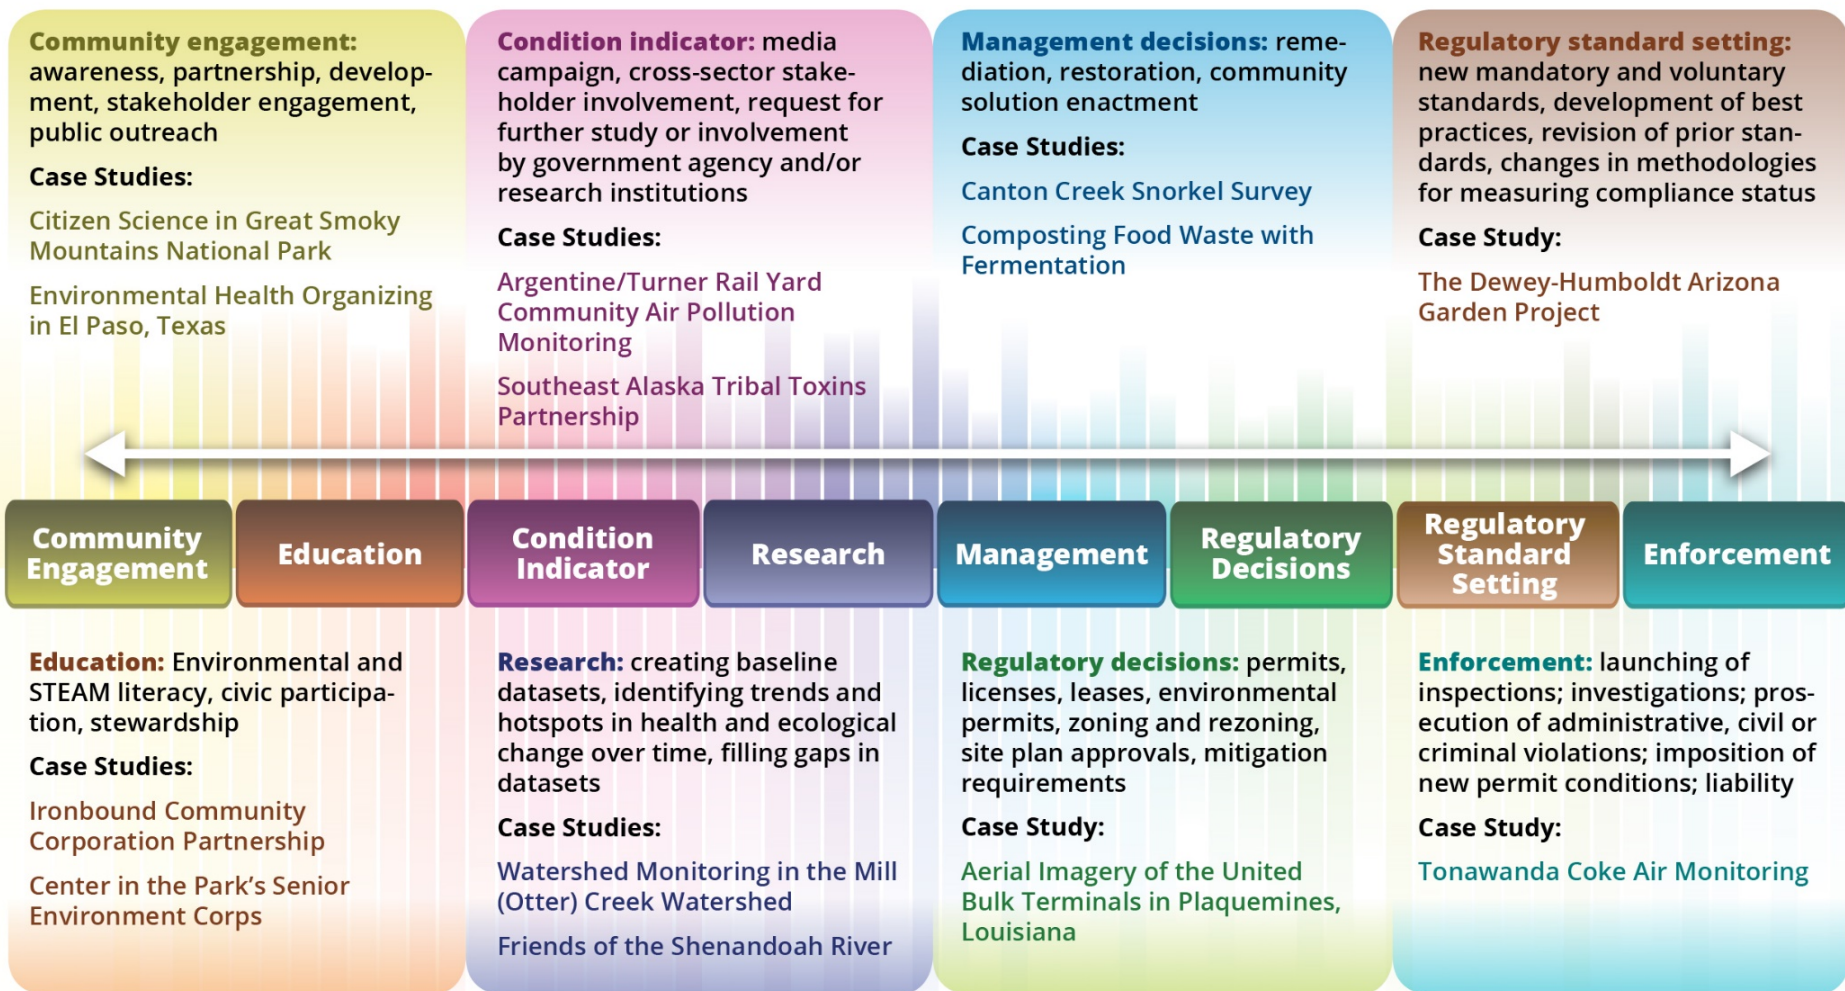 Community engagement:
awareness, partnership, develop-
ment, stakeholder engagement,
public outreach
Case Studies:
Citizen Science in Great Smoky
Mountains National Park
Environmental Health Organizing
in El Paso, Texas
Condition indicator: media
campaign, cross-sector stake-
holder involvement, request for
further study or involvement
by government agency and/or
research institutions
Case Studies:
Argentine/Turner Rail Yard
Community Air Pollution
Monitoring
Southeast Alaska Tribal Toxins
Partnership
Management decisions: reme-
diation, restoration, community
solution enactment
Case Studies:
Canton Creek Snorkel Survey
Composting Food Waste with
Fermentation
Regulatory standard setting:
new mandatory and voluntary
standards, development of best
practices, revision of prior stan-
dards, changes in methodologies
for measuring compliance status
Case Study:
The Dewey-Humboldt Arizona
Garden Project
Community
Engagement
Education
Condition
Indicator
Research
Management
Regulatory
Decisions
Regulatory
Standard
Setting
Enforcement
Education: Environmental and
STEAM literacy, civic participa-
tion, stewardship
Case Studies:
Ironbound Community
Corporation Partnership
Center in the Park's Senior
Environment Corps
Research: creating baseline
datasets, identifying trends and
hotspots in health and ecological
change over time, filling gaps in
datasets
Case Studies:
Watershed Monitoring in the Mill
(Otter) Creek Watershed
Friends of the Shenandoah River
Regulatory decisions: permits,
licenses, leases, environmental
permits, zoning and rezoning,
site plan approvals, mitigation
requirements
Case Study:
Aerial Imagery of the United
Bulk Terminals in Plaquemines,
Louisiana
Enforcement: launching of
inspections; investigations; pros-
ecution of administrative, civil or
criminal violations; imposition of
new permit conditions; liability
Case Study:
Tonawanda Coke Air Monitoring